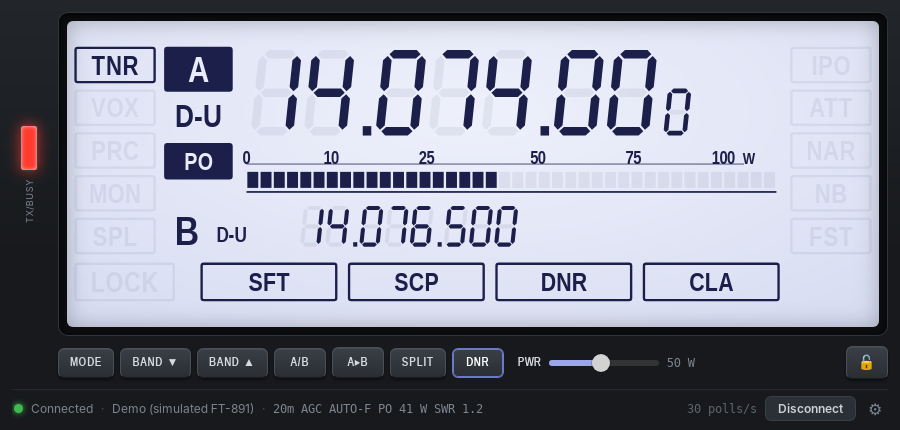 TNR A 14.074.000 IPO
VOX D-U ATT
PRC PO 0 10 25 50 75 100 W NAR
MON NB
SPL B D-U 14.076.500 FST
LOCK SFT SCP DNR CLA
TX/BUSY
MODE BAND ▼ BAND ▲ A/B A▸B SPLIT DNR PWR 50 W
Connected · Demo (simulated FT-891) · 20m AGC AUTO-F PO 41 W SWR 1.2 30 polls/s Disconnect